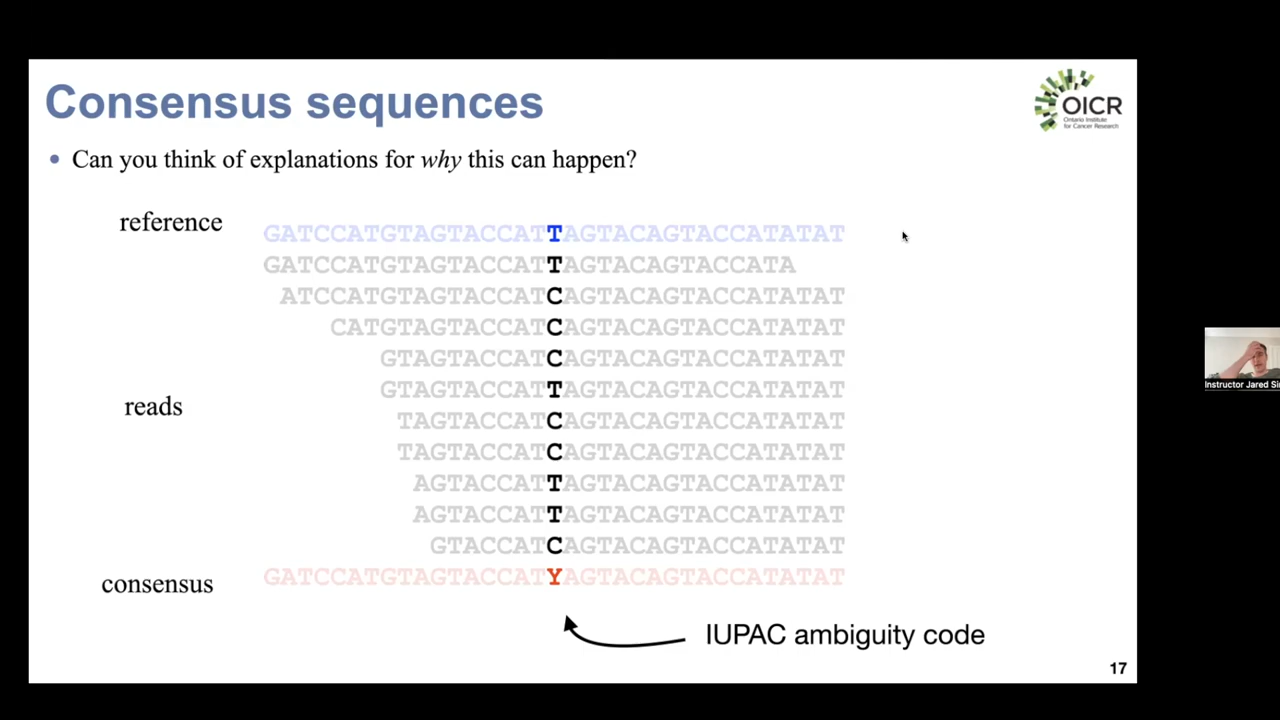 Consensus sequences
OICR
Ontario Institute
for Cancer Research
• Can you think of explanations for why this can happen?
reference
GATCCATGTAGTACCATTAGTACAGTACCATATAT
GATCCATGTAGTACCATTAGTACAGTACCATA
ATCCATGTAGTACCATCAGTACAGTACCATATAT
CATGTAGTACCATCAGTACAGTACCATATAT
GTAGTACCATCAGTACAGTACCATATAT
GTAGTACCATTAGTACAGTACCATATAT
reads
TAGTACCATCAGTACAGTACCATATAT
TAGTACCATCAGTACAGTACCATATAT
AGTACCATTAGTACAGTACCATATAT
AGTACCATTAGTACAGTACCATATAT
GTACCATCAGTACAGTACCATATAT
consensus
GATCCATGTAGTACCATYAGTACAGTACCATATAT
IUPAC ambiguity code
17
Instructor Jared Si